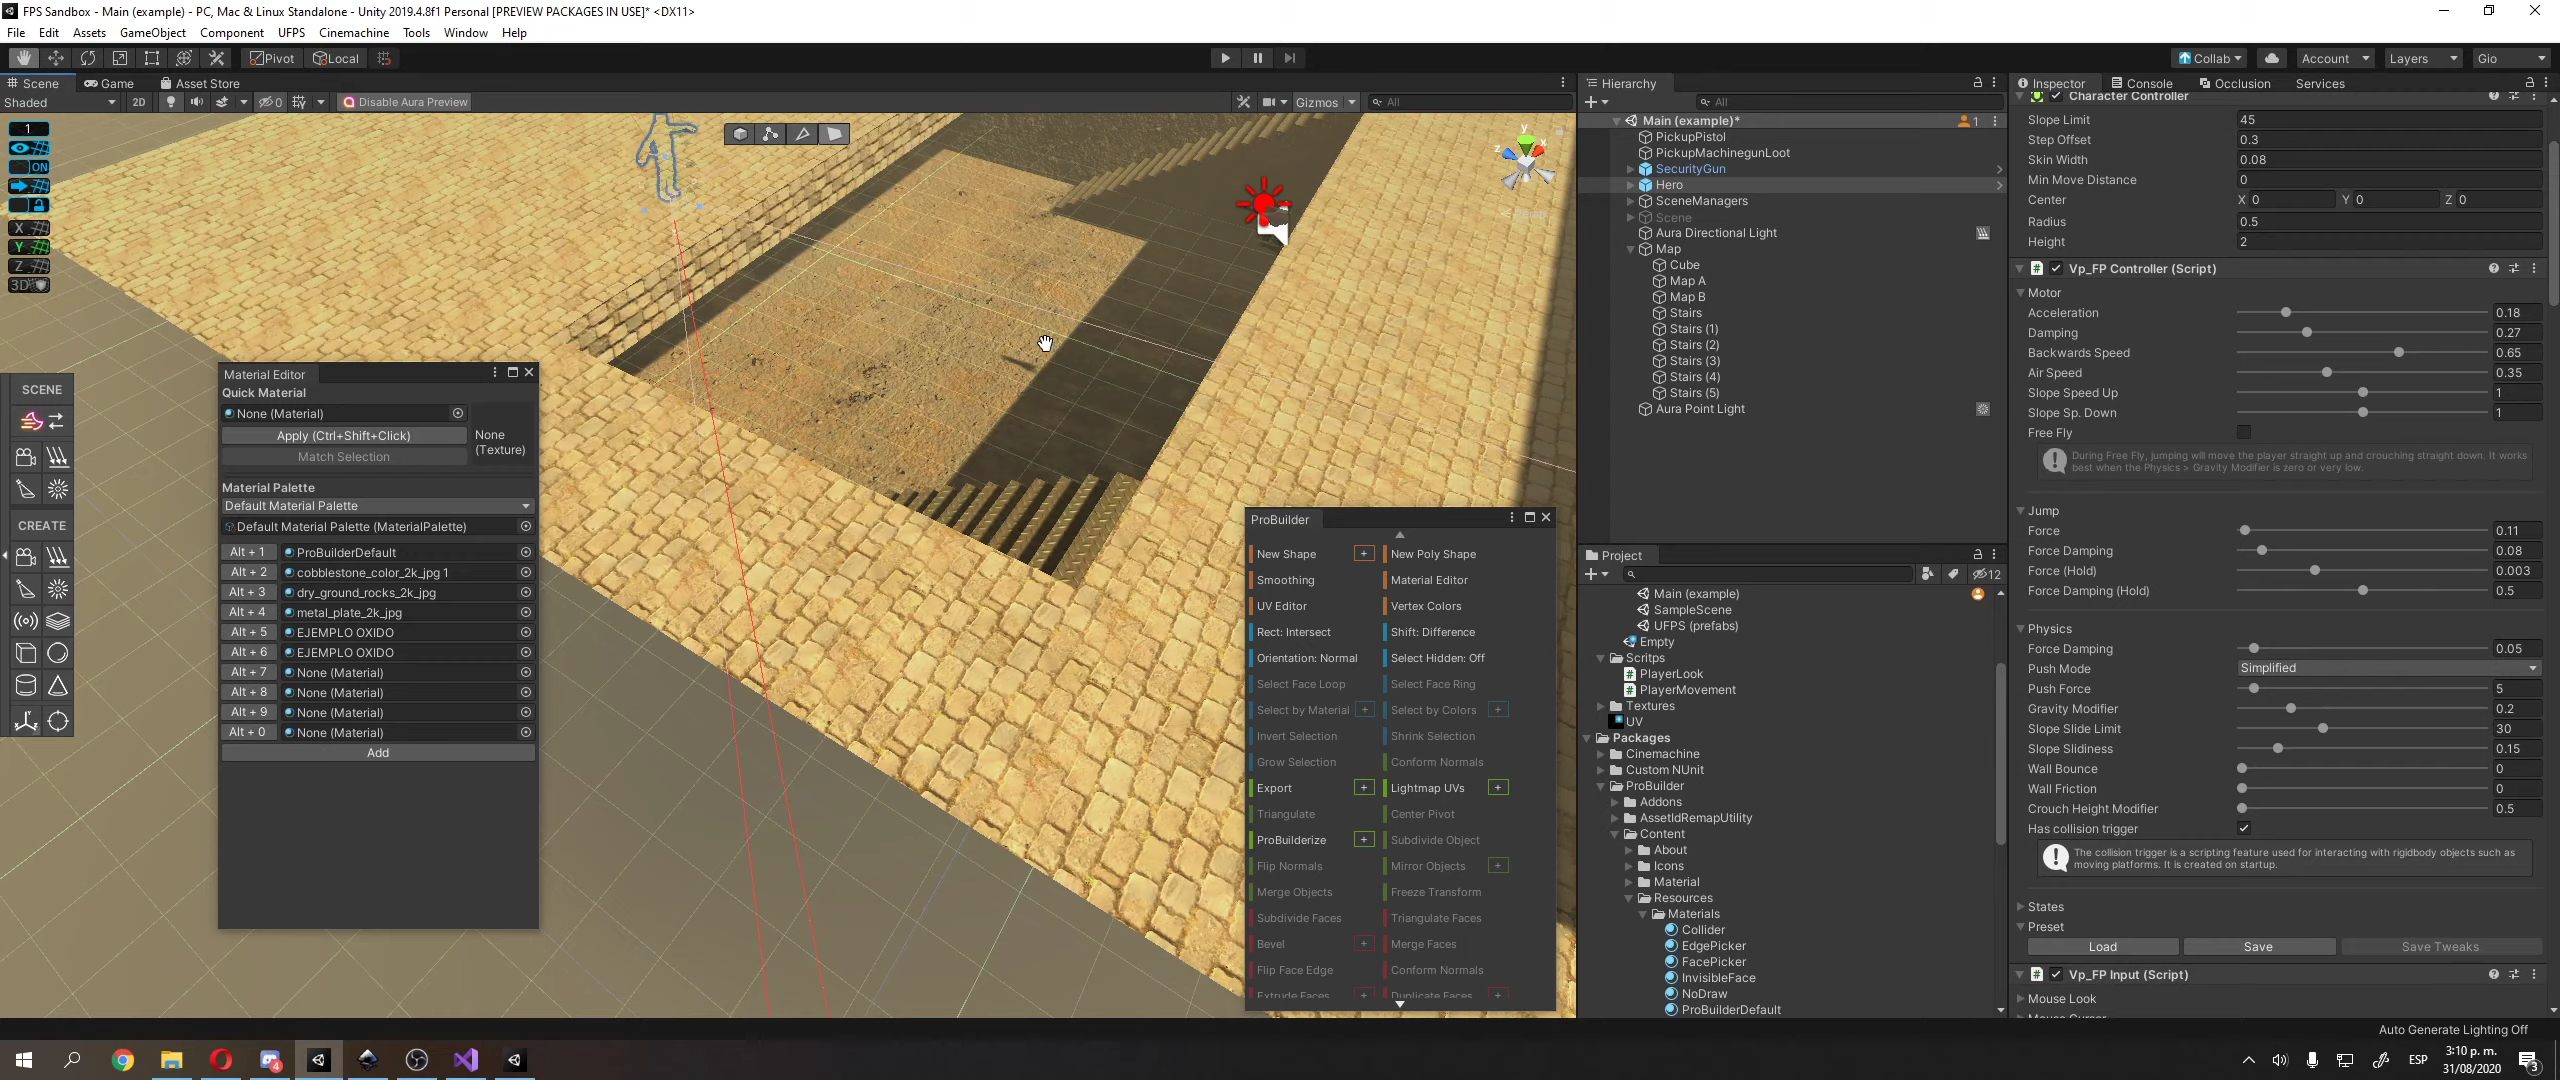 FPS Sandbox - Main (example) - PC, Mac & Linux Standalone - Unity 2019.4.8f1 Personal [PREVIEW PACKAGES IN USE]* <DX11>
File Edit Assets GameObject Component UFPS Cinemachine Tools Window Help
Pivot Local Collab Account Layers Gio
Scene Game Asset Store
Shaded 2D 0 Disable Aura Preview Gizmos All
1
ON
X
Y
Z
3D
SCENE
CREATE
y
x
z
Material Editor
Quick Material
None (Material)
Apply (Ctrl+Shift+Click)
None (Texture)
Match Selection
Material Palette
Default Material Palette
Default Material Palette (MaterialPalette)
Alt + 1 ProBuilderDefault
Alt + 2 cobblestone_color_2k_jpg 1
Alt + 3 dry_ground_rocks_2k_jpg
Alt + 4 metal_plate_2k_jpg
Alt + 5 EJEMPLO OXIDO
Alt + 6 EJEMPLO OXIDO
Alt + 7 None (Material)
Alt + 8 None (Material)
Alt + 9 None (Material)
Alt + 0 None (Material)
Add
ProBuilder
New Shape + New Poly Shape
Smoothing Material Editor
UV Editor Vertex Colors
Rect: Intersect Shift: Difference
Orientation: Normal Select Hidden: Off
Select Face Loop Select Face Ring
Select by Material + Select by Colors +
Invert Selection Shrink Selection
Grow Selection Conform Normals
Export + Lightmap UVs +
Triangulate Center Pivot
ProBuilderize + Subdivide Object
Flip Normals Mirror Objects +
Merge Objects Freeze Transform
Subdivide Faces Triangulate Faces
Bevel + Merge Faces
Flip Face Edge Conform Normals
Extrude Faces + Duplicate Faces +
Hierarchy
All
Main (example)* 1
PickupPistol
PickupMachinegunLoot
SecurityGun
Hero
SceneManagers
Scene
Aura Directional Light
Map
Cube
Map A
Map B
Stairs
Stairs (1)
Stairs (2)
Stairs (3)
Stairs (4)
Stairs (5)
Aura Point Light
Project
12
Main (example)
SampleScene
UFPS (prefabs)
Empty
Scritps
PlayerLook
PlayerMovement
Textures
UV
Packages
Cinemachine
Custom NUnit
ProBuilder
Addons
AssetIdRemapUtility
Content
About
Icons
Material
Resources
Materials
Collider
EdgePicker
FacePicker
InvisibleFace
NoDraw
ProBuilderDefault
Inspector Console Occlusion Services
Character Controller
Slope Limit 45
Step Offset 0.3
Skin Width 0.08
Min Move Distance 0
Center X 0 Y 0 Z 0
Radius 0.5
Height 2
Vp_FP Controller (Script)
Motor
Acceleration 0.18
Damping 0.27
Backwards Speed 0.65
Air Speed 0.35
Slope Speed Up 1
Slope Sp. Down 1
Free Fly
During Free Fly, jumping will move the player straight up and crouching straight down. It works
best when the Physics > Gravity Modifier is zero or very low.
Jump
Force 0.11
Force Damping 0.08
Force (Hold) 0.003
Force Damping (Hold) 0.5
Physics
Force Damping 0.05
Push Mode Simplified
Push Force 5
Gravity Modifier 0.2
Slope Slide Limit 30
Slope Slidiness 0.15
Wall Bounce 0
Wall Friction 0
Crouch Height Modifier 0.5
Has collision trigger
The collision trigger is a scripting feature used for interacting with rigidbody objects such as
moving platforms. It is created on startup.
States
Preset
Load Save Save Tweaks
Vp_FP Input (Script)
Mouse Look
Auto Generate Lighting Off
4
ESP
3:10 p. m.
31/08/2020
3